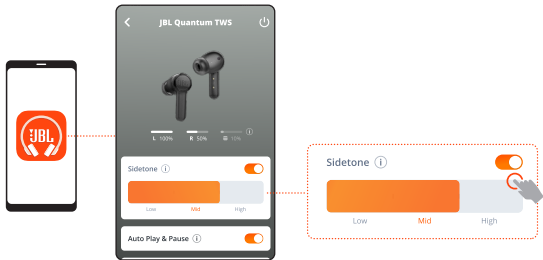 JBL
JBL Quantum TWS
L 100% R 50% 10%
Sidetone
Low Mid High
Auto Play & Pause
Sidetone
Low Mid High